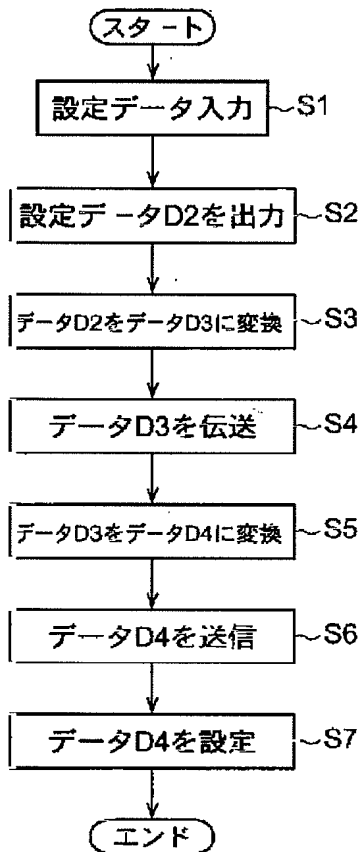 スタート
設定データ入力 ~S1
設定データD2を出力 ~S2
データD2をデータD3に変換 ~S3
データD3を伝送 ~S4
データD3をデータD4に変換 ~S5
データD4を送信 ~S6
データD4を設定 ~S7
エンド